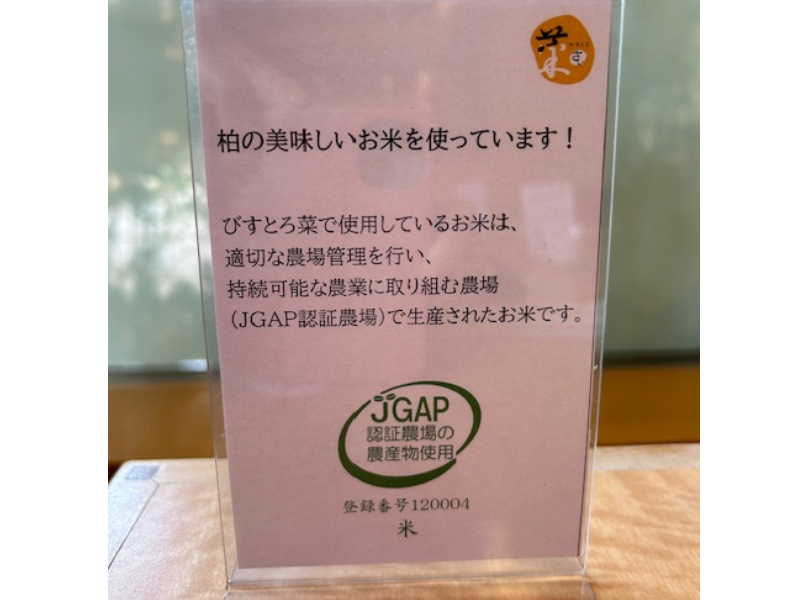 菜
柏の美味しいお米を使っています！
びすとろ菜で使用しているお米は、
適切な農場管理を行い、
持続可能な農業に取り組む農場
（JGAP認証農場）で生産されたお米です。
JGAP
認証農場の
農産物使用
登録番号120004
米